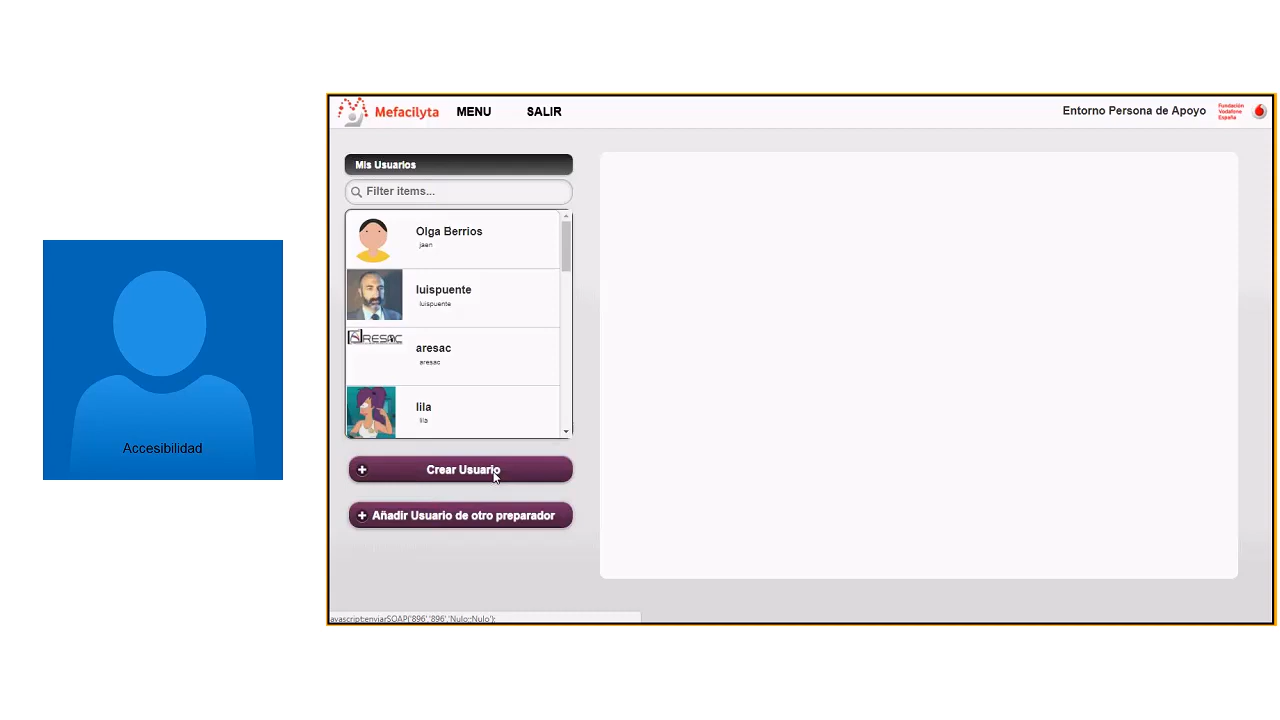 Mefacilyta MENU SALIR Entorno Persona de Apoyo
Fundación
Vodafone
España
Mis Usuarios
Filter items...
Olga Berrios
jaen
luispuente
luispuente
ARESAC
aresac
aresac
lila
lila
Accesibilidad
Crear Usuario
Añadir Usuario de otro preparador
avascript:enviarSOAP('896','896','Nulo;:Nulo');